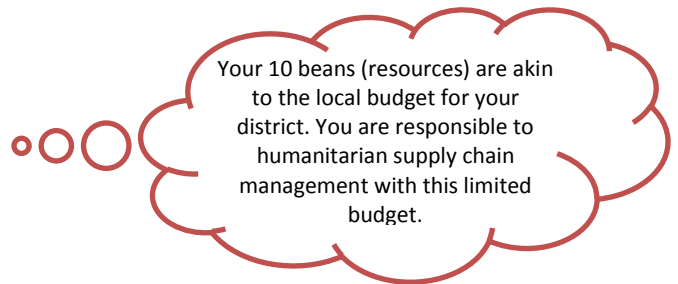 Your 10 beans (resources) are akin
to the local budget for your
district. You are responsible to
humanitarian supply chain
management with this limited
budget.